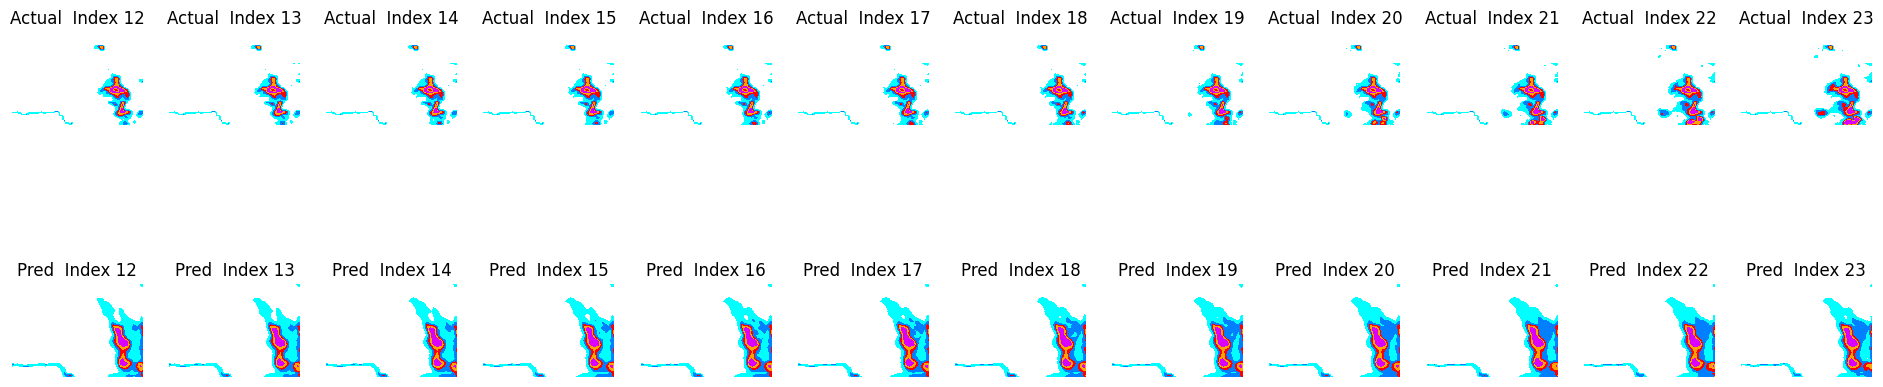 Actual  Index 12
Actual  Index 13
Actual  Index 14
Actual  Index 15
Actual  Index 16
Actual  Index 17
Actual  Index 18
Actual  Index 19
Actual  Index 20
Actual  Index 21
Actual  Index 22
Actual  Index 23
Pred  Index 12
Pred  Index 13
Pred  Index 14
Pred  Index 15
Pred  Index 16
Pred  Index 17
Pred  Index 18
Pred  Index 19
Pred  Index 20
Pred  Index 21
Pred  Index 22
Pred  Index 23